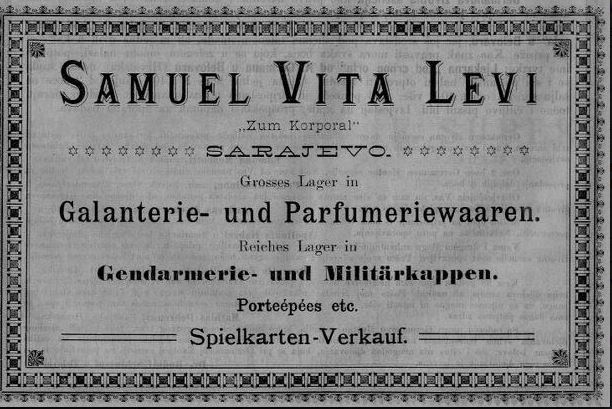 SAMUEL VITA LEVI
„Zum Korporal“
SARAJEVO.
Grosses Lager in
Galanterie- und Parfumeriewaaren.
Reiches Lager in
Gendarmerie- und Militärkappen.
Porteépées etc.
Spielkarten-Verkauf.